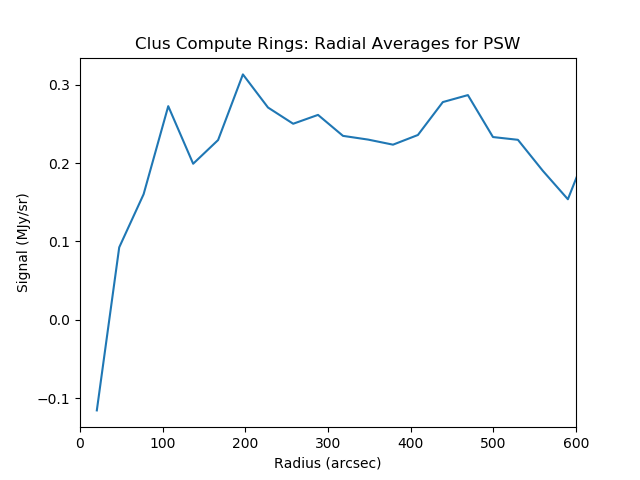 Clus Compute Rings: Radial Averages for PSW
Signal (MJy/sr)
0.3
0.2
0.1
0.0
−0.1
0 100 200 300 400 500 600
Radius (arcsec)